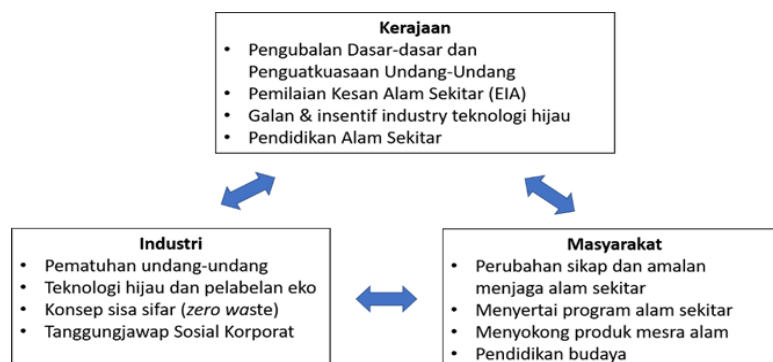 Kerajaan
• Pengubalan Dasar-dasar dan
Penguatkuasaan Undang-Undang
• Pemilaian Kesan Alam Sekitar (EIA)
• Galan & insentif industry teknologi hijau
• Pendidikan Alam Sekitar
Industri
• Pematuhan undang-undang
• Teknologi hijau dan pelabelan eko
• Konsep sisa sifar (zero waste)
• Tanggungjawap Sosial Korporat
Masyarakat
• Perubahan sikap dan amalan
menjaga alam sekitar
• Menyertai program alam sekitar
• Menyokong produk mesra alam
• Pendidikan budaya